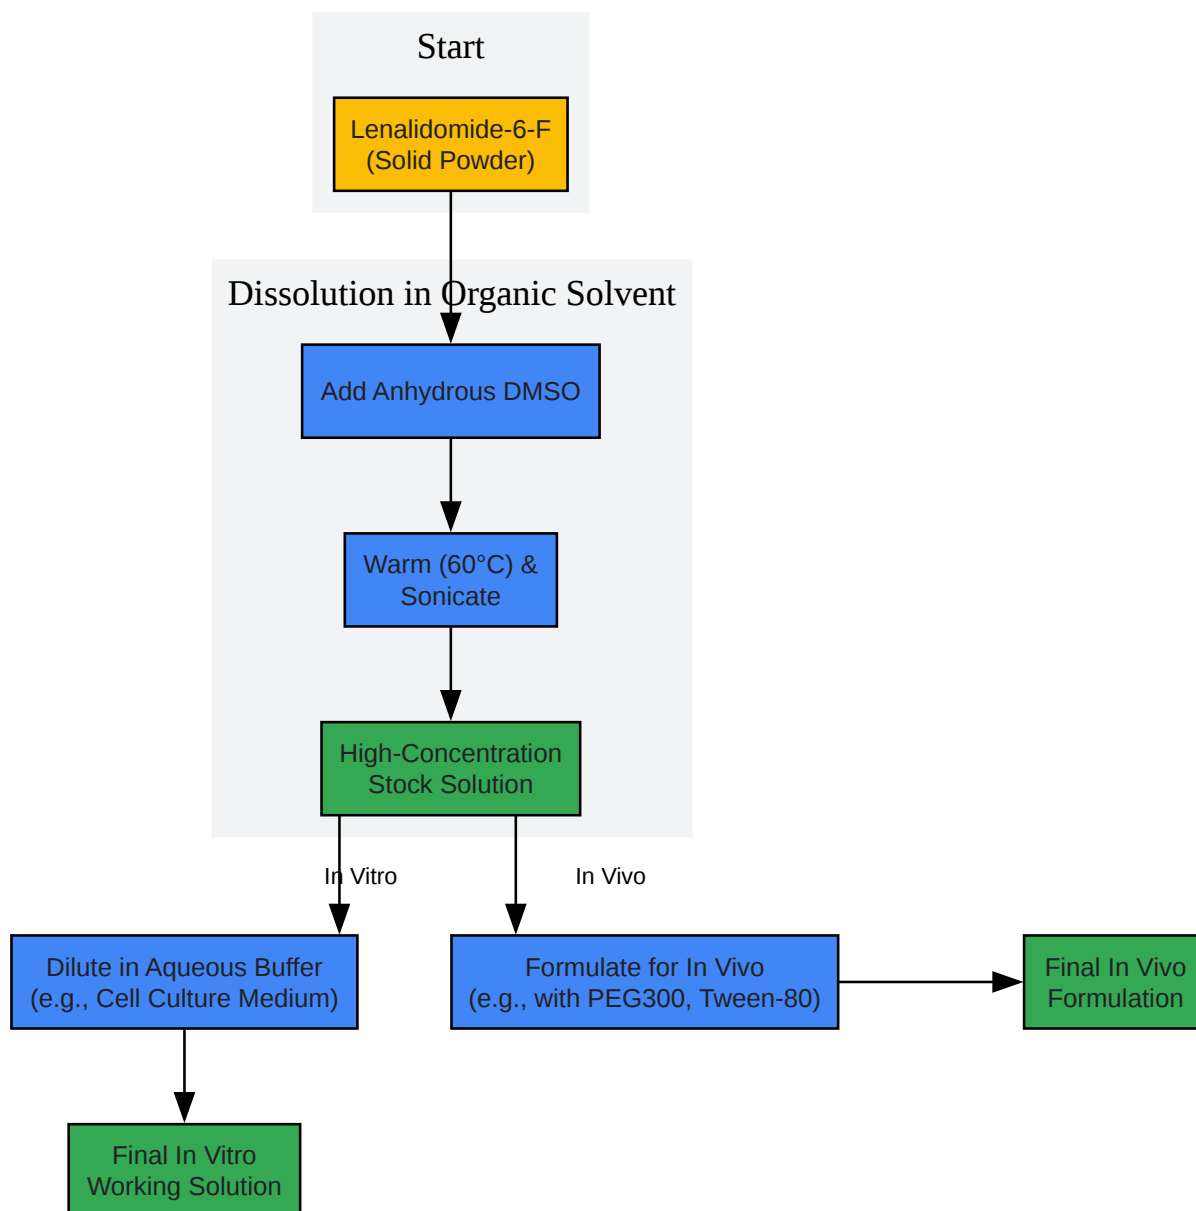 Start
Lenalidomide-6-F
(Solid Powder)
Dissolution in Organic Solvent
Add Anhydrous DMSO
Warm (60°C) &
Sonicate
High-Concentration
Stock Solution
In Vitro
In Vivo
Dilute in Aqueous Buffer
(e.g., Cell Culture Medium)
Formulate for In Vivo
(e.g., with PEG300, Tween-80)
Final In Vivo
Formulation
Final In Vitro
Working Solution